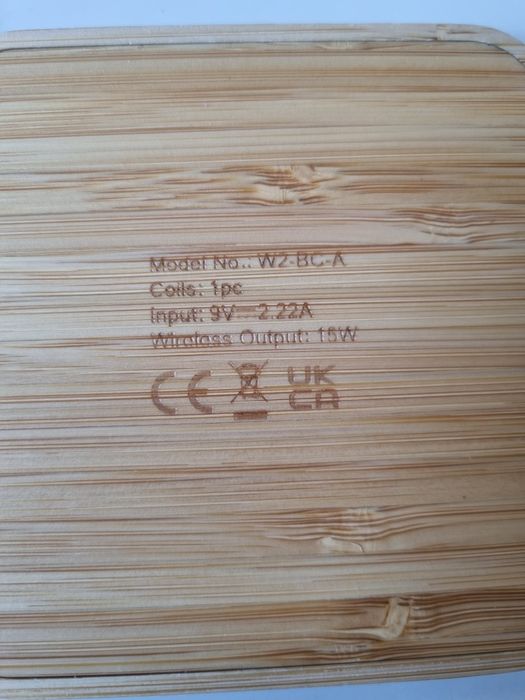 Model No.: W2-BC-A
Coils: 1pc
Input: 9V⎓2.22A
Wireless Output: 15W
CE UK
CA